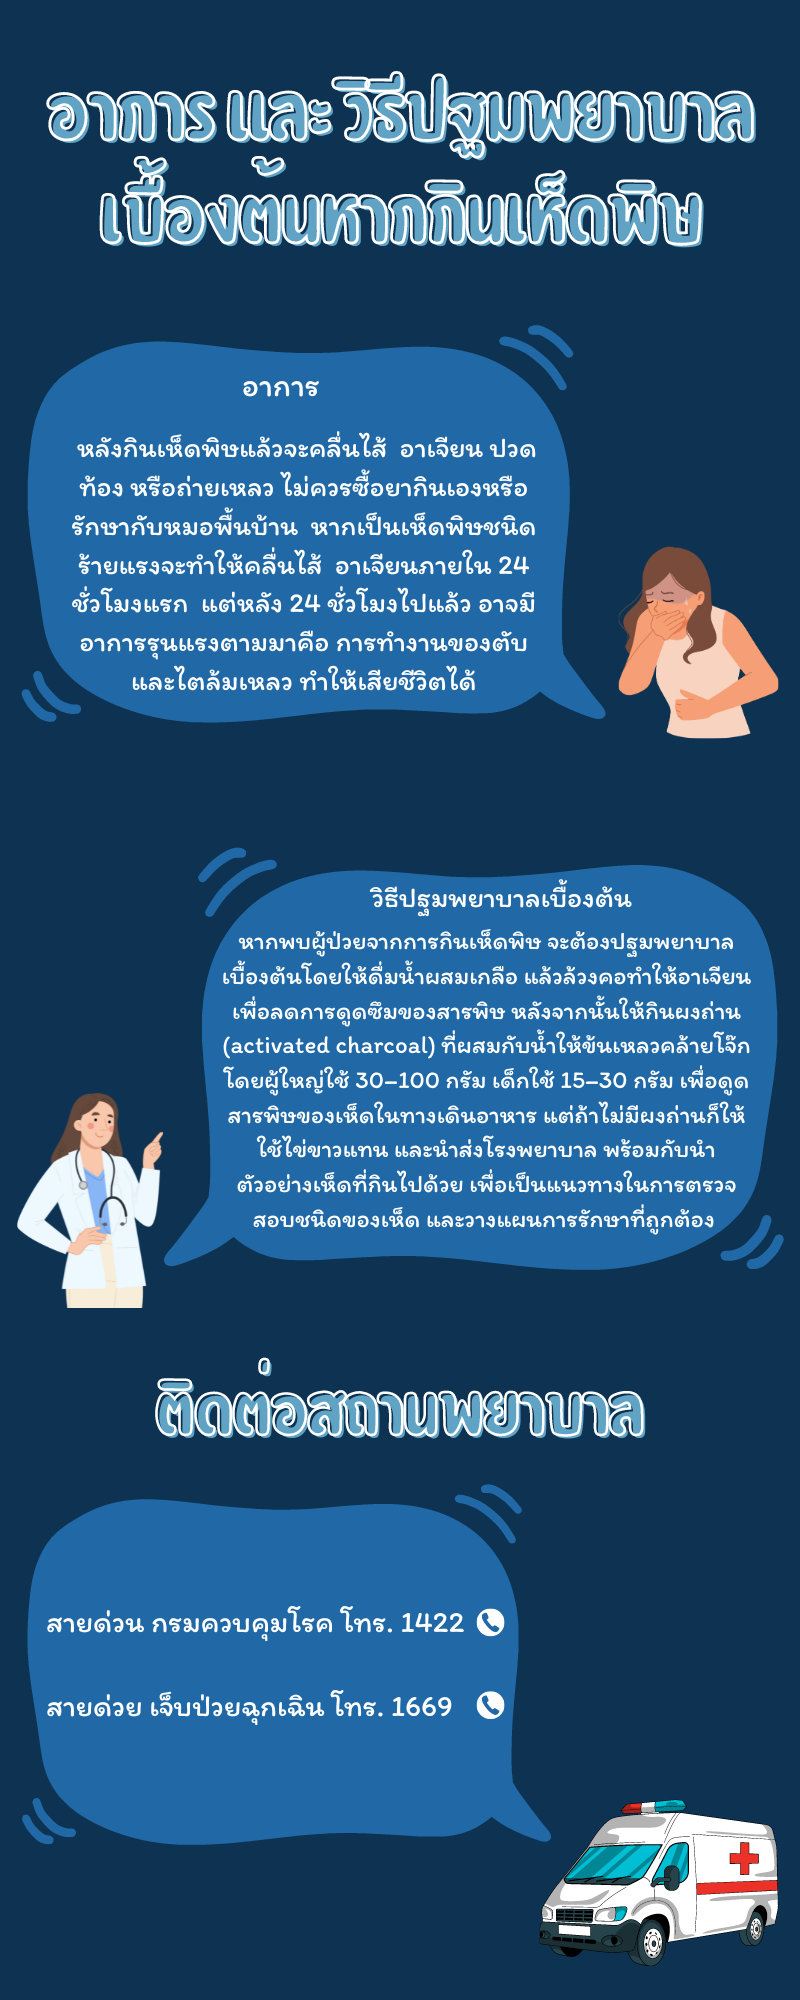 อาการ และ วิธีปฐมพยาบาล
เบื้องต้นหากกินเห็ดพิษ
อาการ
หลังกินเห็ดพิษแล้วจะคลื่นไส้ อาเจียน ปวด
ท้อง หรือถ่ายเหลว ไม่ควรซื้อยากินเองหรือ
รักษากับหมอพื้นบ้าน หากเป็นเห็ดพิษชนิด
ร้ายแรงจะทำให้คลื่นไส้ อาเจียนภายใน 24
ชั่วโมงแรก แต่หลัง 24 ชั่วโมงไปแล้ว อาจมี
อาการรุนแรงตามมาคือ การทำงานของตับ
และไตล้มเหลว ทำให้เสียชีวิตได้
วิธีปฐมพยาบาลเบื้องต้น
หากพบผู้ป่วยจากการกินเห็ดพิษ จะต้องปฐมพยาบาล
เบื้องต้นโดยให้ดื่มน้ำผสมเกลือ แล้วล้วงคอทำให้อาเจียน
เพื่อลดการดูดซึมของสารพิษ หลังจากนั้นให้กินผงถ่าน
(activated charcoal) ที่ผสมกับน้ำให้ข้นเหลวคล้ายโจ๊ก
โดยผู้ใหญ่ใช้ 30–100 กรัม เด็กใช้ 15–30 กรัม เพื่อดูด
สารพิษของเห็ดในทางเดินอาหาร แต่ถ้าไม่มีผงถ่านก็ให้
ใช้ไข่ขาวแทน และนำส่งโรงพยาบาล พร้อมกับนำ
ตัวอย่างเห็ดที่กินไปด้วย เพื่อเป็นแนวทางในการตรวจ
สอบชนิดของเห็ด และวางแผนการรักษาที่ถูกต้อง
ติดต่อสถานพยาบาล
สายด่วน กรมควบคุมโรค โทร. 1422
สายด่วย เจ็บป่วยฉุกเฉิน โทร. 1669